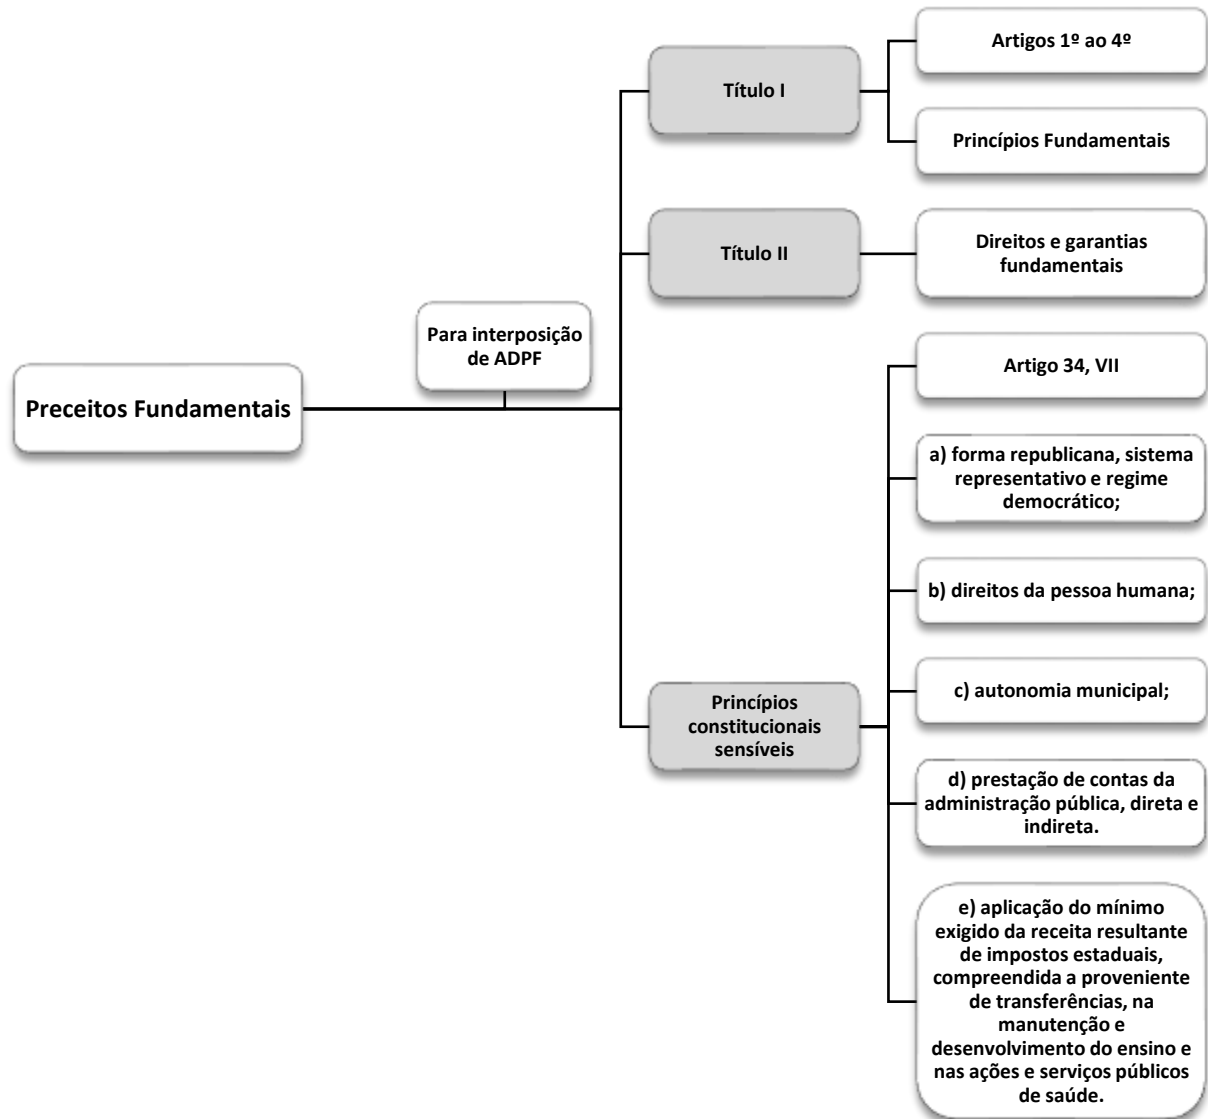 Preceitos Fundamentais
Para interposição
de ADPF
Título I
Artigos 1º ao 4º
Princípios Fundamentais
Título II
Direitos e garantias
fundamentais
Princípios
constitucionais
sensíveis
Artigo 34, VII
a) forma republicana, sistema
representativo e regime
democrático;
b) direitos da pessoa humana;
c) autonomia municipal;
d) prestação de contas da
administração pública, direta e
indireta.
e) aplicação do mínimo
exigido da receita resultante
de impostos estaduais,
compreendida a proveniente
de transferências, na
manutenção e
desenvolvimento do ensino e
nas ações e serviços públicos
de saúde.